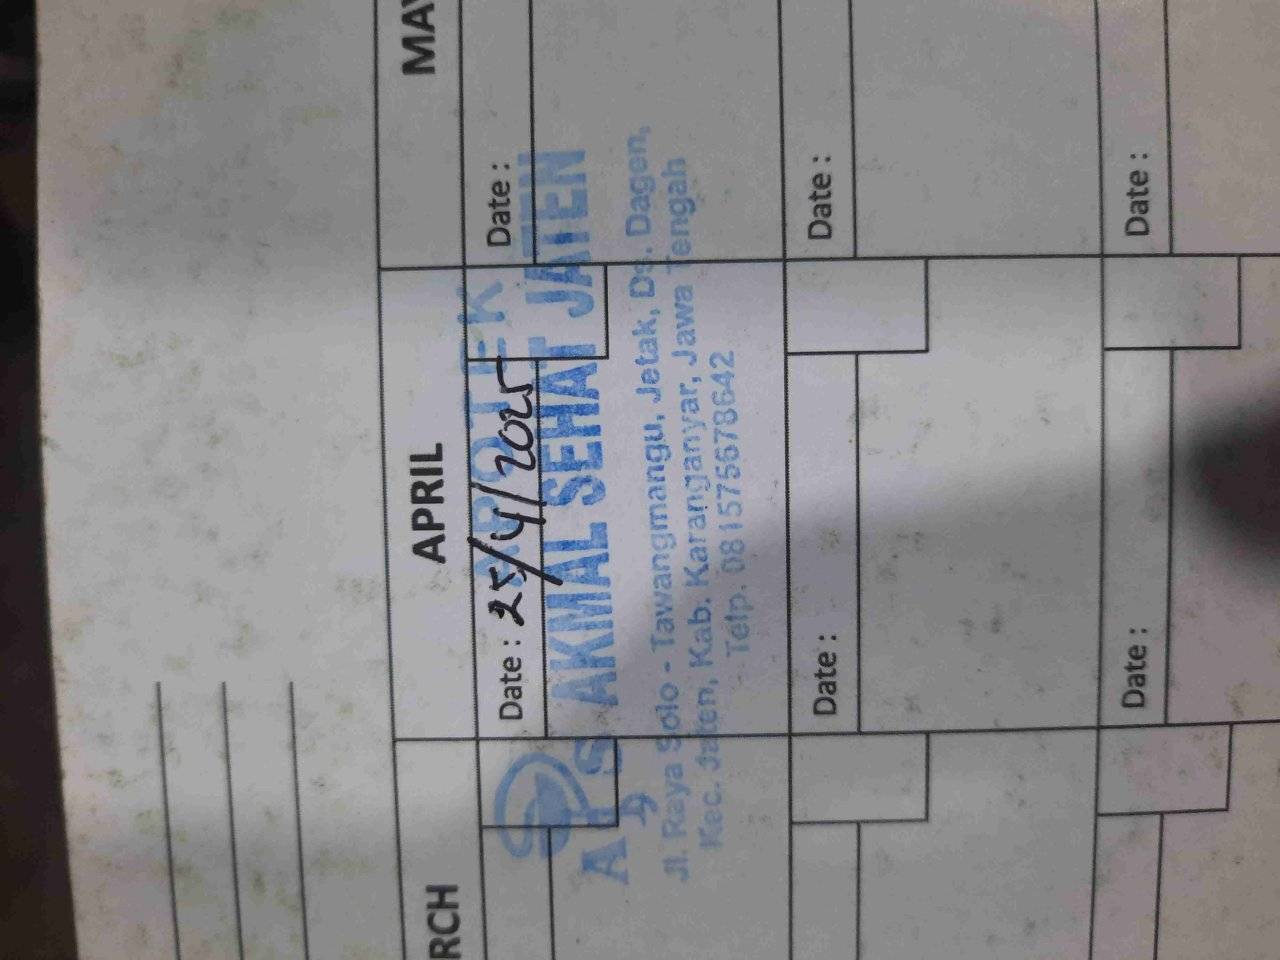 RCH
APRIL
MAY
Date : 25/4/2025
Date :
APOTEK
APS AKMAL SEHAT JATEN
Jl. Raya Solo - Tawangmangu, Jetak, Ds. Dagen,
Kec. Jaten, Kab. Karanganyar, Jawa Tengah
Telp. 081575678642
Date :
Date :
Date :
Date :